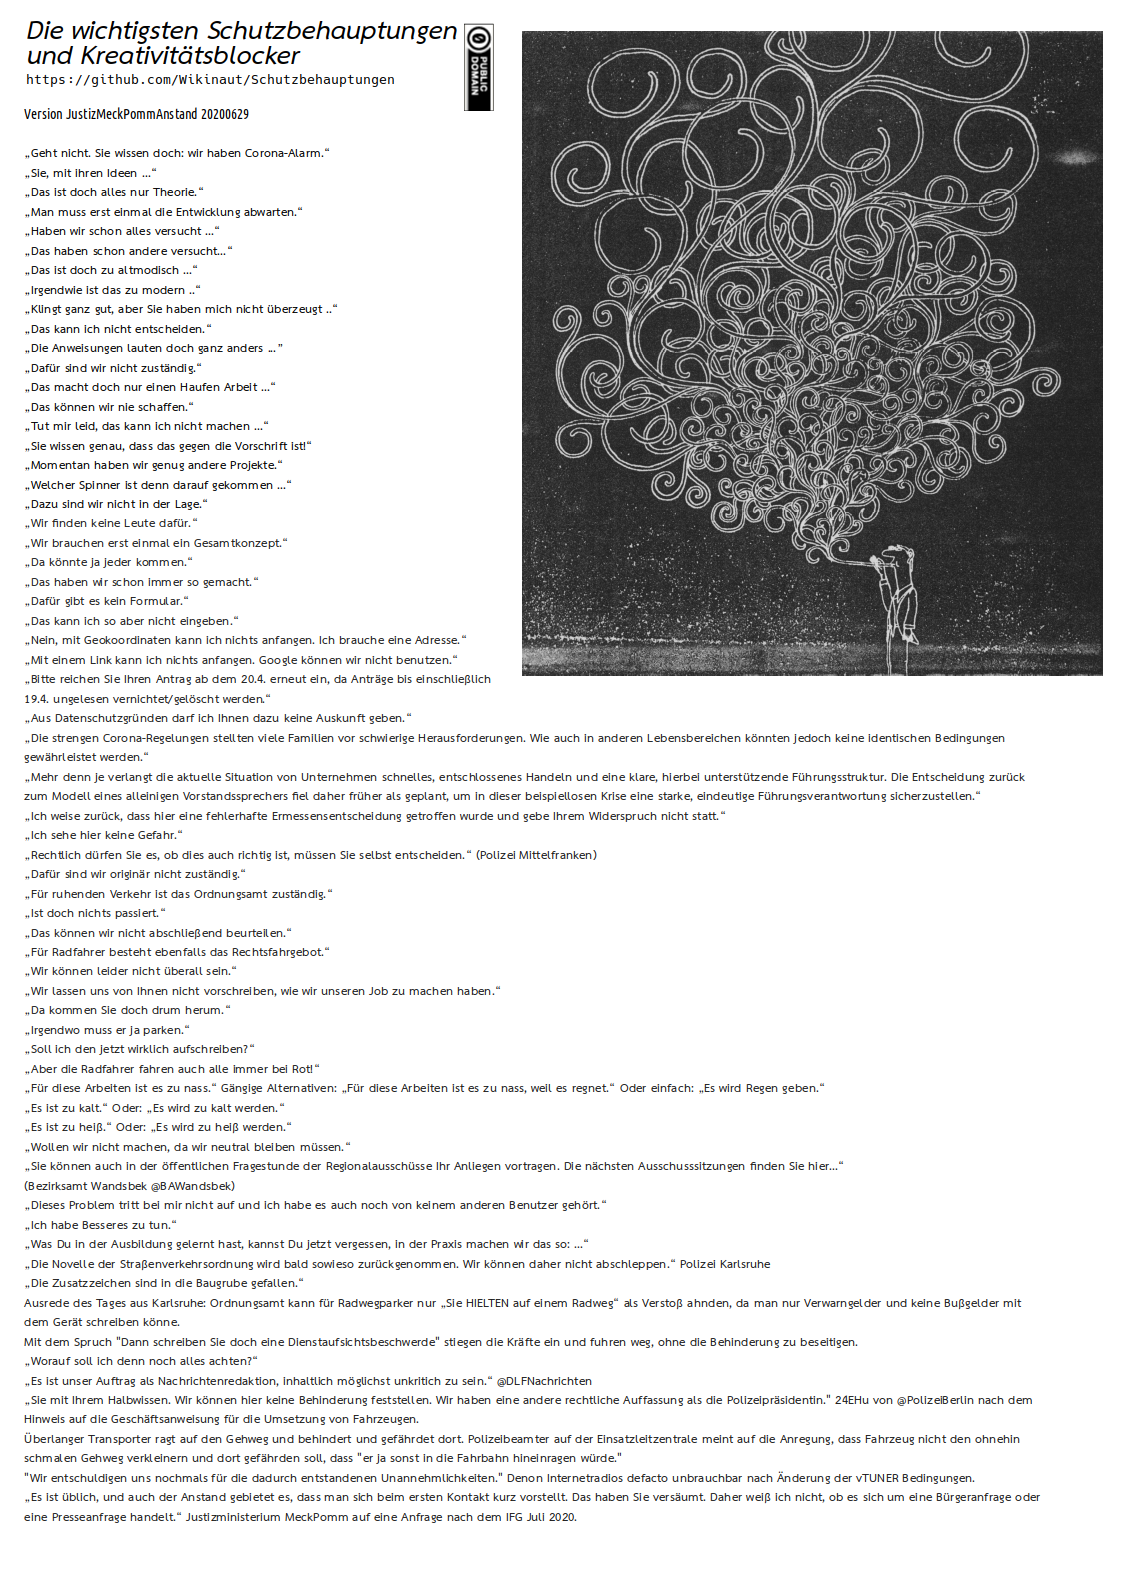 Die wichtigsten Schutzbehauptungen
und Kreativitätsblocker
https://github.com/Wikinaut/Schutzbehauptungen
PUBLIC DOMAIN
Version JustizMeckPommAnstand 20200629
„Geht nicht. Sie wissen doch: wir haben Corona-Alarm.“
„Sie, mit Ihren Ideen ...“
„Das ist doch alles nur Theorie.“
„Man muss erst einmal die Entwicklung abwarten.“
„Haben wir schon alles versucht ...“
„Das haben schon andere versucht...“
„Das ist doch zu altmodisch ...“
„Irgendwie ist das zu modern ..“
„Klingt ganz gut, aber Sie haben mich nicht überzeugt ..“
„Das kann ich nicht entscheiden.“
„Die Anweisungen lauten doch ganz anders ...”
„Dafür sind wir nicht zuständig.“
„Das macht doch nur einen Haufen Arbeit ...“
„Das können wir nie schaffen.“
„Tut mir leid, das kann ich nicht machen ...“
„Sie wissen genau, dass das gegen die Vorschrift ist!“
„Momentan haben wir genug andere Projekte.“
„Welcher Spinner ist denn darauf gekommen ...“
„Dazu sind wir nicht in der Lage.“
„Wir finden keine Leute dafür.“
„Wir brauchen erst einmal ein Gesamtkonzept.“
„Da könnte ja jeder kommen.“
„Das haben wir schon immer so gemacht.“
„Dafür gibt es kein Formular.“
„Das kann ich so aber nicht eingeben.“
„Nein, mit Geokoordinaten kann ich nichts anfangen. Ich brauche eine Adresse.“
„Mit einem Link kann ich nichts anfangen. Google können wir nicht benutzen.“
„Bitte reichen Sie Ihren Antrag ab dem 20.4. erneut ein, da Anträge bis einschließlich
19.4. ungelesen vernichtet/gelöscht werden.“
„Aus Datenschutzgründen darf ich Ihnen dazu keine Auskunft geben.“
„Die strengen Corona-Regelungen stellten viele Familien vor schwierige Herausforderungen. Wie auch in anderen Lebensbereichen könnten jedoch keine identischen Bedingungen
gewährleistet werden.“
„Mehr denn je verlangt die aktuelle Situation von Unternehmen schnelles, entschlossenes Handeln und eine klare, hierbei unterstützende Führungsstruktur. Die Entscheidung zurück
zum Modell eines alleinigen Vorstandssprechers fiel daher früher als geplant, um in dieser beispiellosen Krise eine starke, eindeutige Führungsverantwortung sicherzustellen.“
„Ich weise zurück, dass hier eine fehlerhafte Ermessensentscheidung getroffen wurde und gebe Ihrem Widerspruch nicht statt.“
„Ich sehe hier keine Gefahr.“
„Rechtlich dürfen Sie es, ob dies auch richtig ist, müssen Sie selbst entscheiden.“ (Polizei Mittelfranken)
„Dafür sind wir originär nicht zuständig.“
„Für ruhenden Verkehr ist das Ordnungsamt zuständig.“
„Ist doch nichts passiert.“
„Das können wir nicht abschließend beurteilen.“
„Für Radfahrer besteht ebenfalls das Rechtsfahrgebot.“
„Wir können leider nicht überall sein.“
„Wir lassen uns von Ihnen nicht vorschreiben, wie wir unseren Job zu machen haben.“
„Da kommen Sie doch drum herum.“
„Irgendwo muss er ja parken.“
„Soll ich den jetzt wirklich aufschreiben?“
„Aber die Radfahrer fahren auch alle immer bei Rot!“
„Für diese Arbeiten ist es zu nass.“ Gängige Alternativen: „Für diese Arbeiten ist es zu nass, weil es regnet.“ Oder einfach: „Es wird Regen geben.“
„Es ist zu kalt.“ Oder: „Es wird zu kalt werden.“
„Es ist zu heiß.“ Oder: „Es wird zu heiß werden.“
„Wollen wir nicht machen, da wir neutral bleiben müssen.“
„Sie können auch in der öffentlichen Fragestunde der Regionalausschüsse Ihr Anliegen vortragen. Die nächsten Ausschusssitzungen finden Sie hier...“
(Bezirksamt Wandsbek @BAWandsbek)
„Dieses Problem tritt bei mir nicht auf und ich habe es auch noch von keinem anderen Benutzer gehört.“
„Ich habe Besseres zu tun.“
„Was Du in der Ausbildung gelernt hast, kannst Du jetzt vergessen, in der Praxis machen wir das so: ...“
„Die Novelle der Straßenverkehrsordnung wird bald sowieso zurückgenommen. Wir können daher nicht abschleppen.“ Polizei Karlsruhe
„Die Zusatzzeichen sind in die Baugrube gefallen.“
Ausrede des Tages aus Karlsruhe: Ordnungsamt kann für Radwegparker nur „Sie HIELTEN auf einem Radweg“ als Verstoß ahnden, da man nur Verwarngelder und keine Bußgelder mit
dem Gerät schreiben könne.
Mit dem Spruch "Dann schreiben Sie doch eine Dienstaufsichtsbeschwerde" stiegen die Kräfte ein und fuhren weg, ohne die Behinderung zu beseitigen.
„Worauf soll ich denn noch alles achten?“
„Es ist unser Auftrag als Nachrichtenredaktion, inhaltlich möglichst unkritisch zu sein.“ @DLFNachrichten
„Sie mit Ihrem Halbwissen. Wir können hier keine Behinderung feststellen. Wir haben eine andere rechtliche Auffassung als die Polizeipräsidentin." 24EHu von @PolizeiBerlin nach dem
Hinweis auf die Geschäftsanweisung für die Umsetzung von Fahrzeugen.
Überlanger Transporter ragt auf den Gehweg und behindert und gefährdet dort. Polizeibeamter auf der Einsatzleitzentrale meint auf die Anregung, dass Fahrzeug nicht den ohnehin
schmalen Gehweg verkleinern und dort gefährden soll, dass "er ja sonst in die Fahrbahn hineinragen würde."
"Wir entschuldigen uns nochmals für die dadurch entstandenen Unannehmlichkeiten." Denon Internetradios defacto unbrauchbar nach Änderung der vTUNER Bedingungen.
„Es ist üblich, und auch der Anstand gebietet es, dass man sich beim ersten Kontakt kurz vorstellt. Das haben Sie versäumt. Daher weiß ich nicht, ob es sich um eine Bürgeranfrage oder
eine Presseanfrage handelt.“ Justizministerium MeckPomm auf eine Anfrage nach dem IFG Juli 2020.